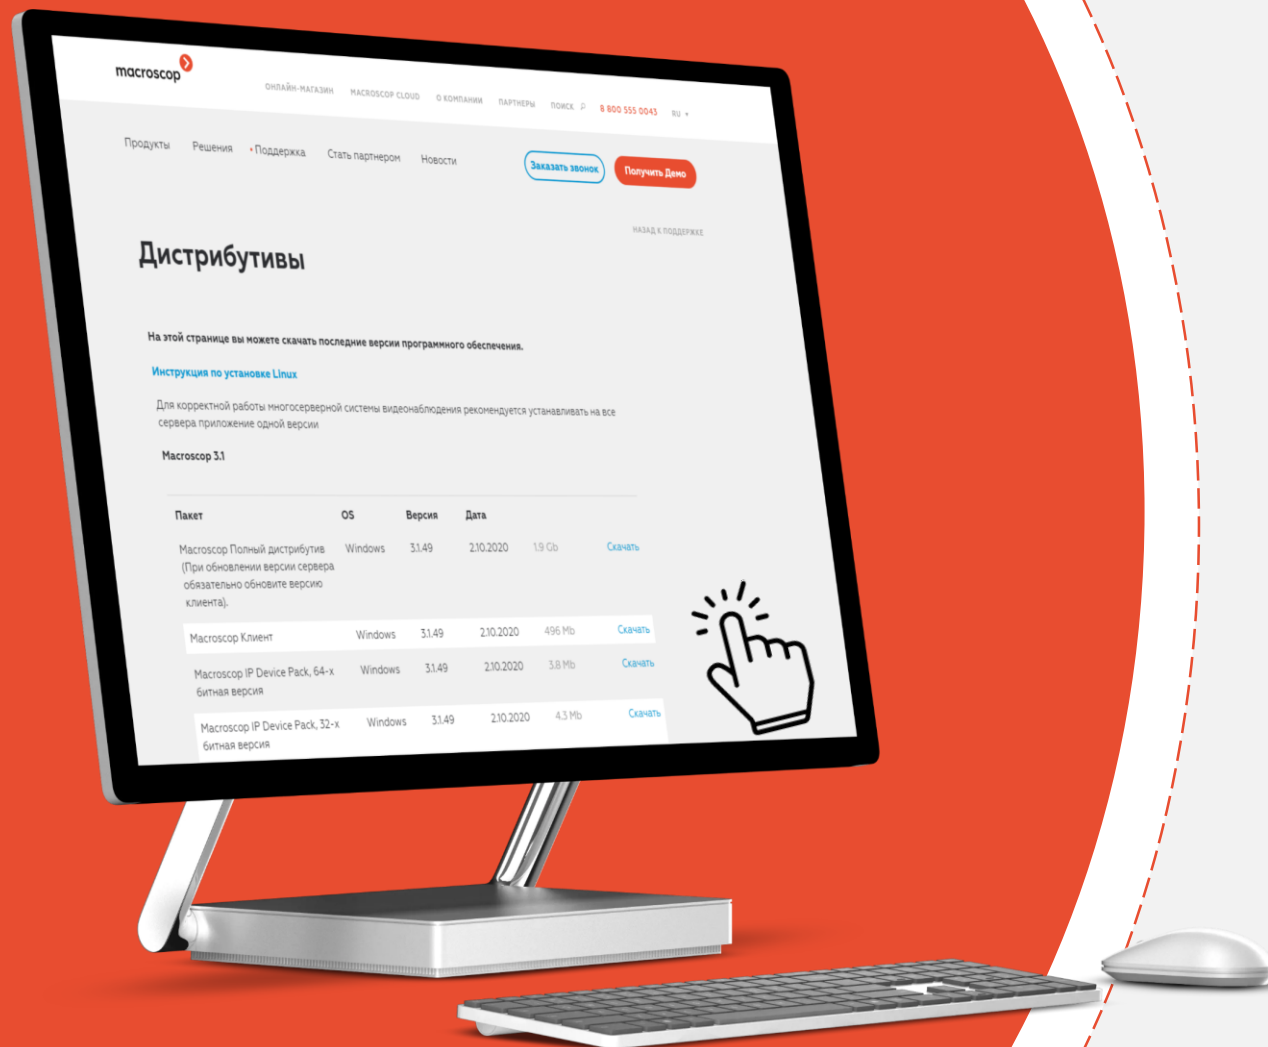 macroscop
ОНЛАЙН-МАГАЗИН MACROSCOP CLOUD О КОМПАНИИ ПАРТНЕРЫ ПОИСК 8 800 555 0043 RU
Продукты Решения Поддержка Стать партнером Новости Заказать звонок Получить Демо
НАЗАД К ПОДДЕРЖКЕ
Дистрибутивы
На этой странице вы можете скачать последние версии программного обеспечения.
Инструкция по установке Linux
Для корректной работы многосерверной системы видеонаблюдения рекомендуется устанавливать на все
сервера приложение одной версии
Macroscop 3.1
Пакет OS Версия Дата
Macroscop Полный дистрибутив Windows 3.1.49 2.10.2020 1.9 Gb Скачать
(При обновлении версии сервера
обязательно обновите версию
клиента).
Macroscop Клиент Windows 3.1.49 2.10.2020 496 Mb Скачать
Macroscop IP Device Pack, 64-х Windows 3.1.49 2.10.2020 3.8 Mb Скачать
битная версия
Macroscop IP Device Pack, 32-х Windows 3.1.49 2.10.2020 4.3 Mb Скачать
битная версия